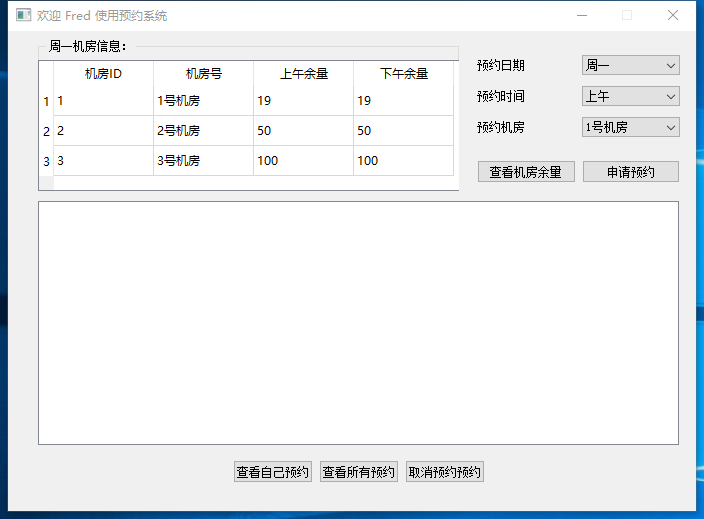 欢迎 Fred 使用预约系统
周一机房信息：
机房ID 机房号 上午余量 下午余量
1 1 1号机房 19 19
2 2 2号机房 50 50
3 3 3号机房 100 100
预约日期 周一
预约时间 上午
预约机房 1号机房
查看机房余量 申请预约
查看自己预约 查看所有预约 取消预约预约